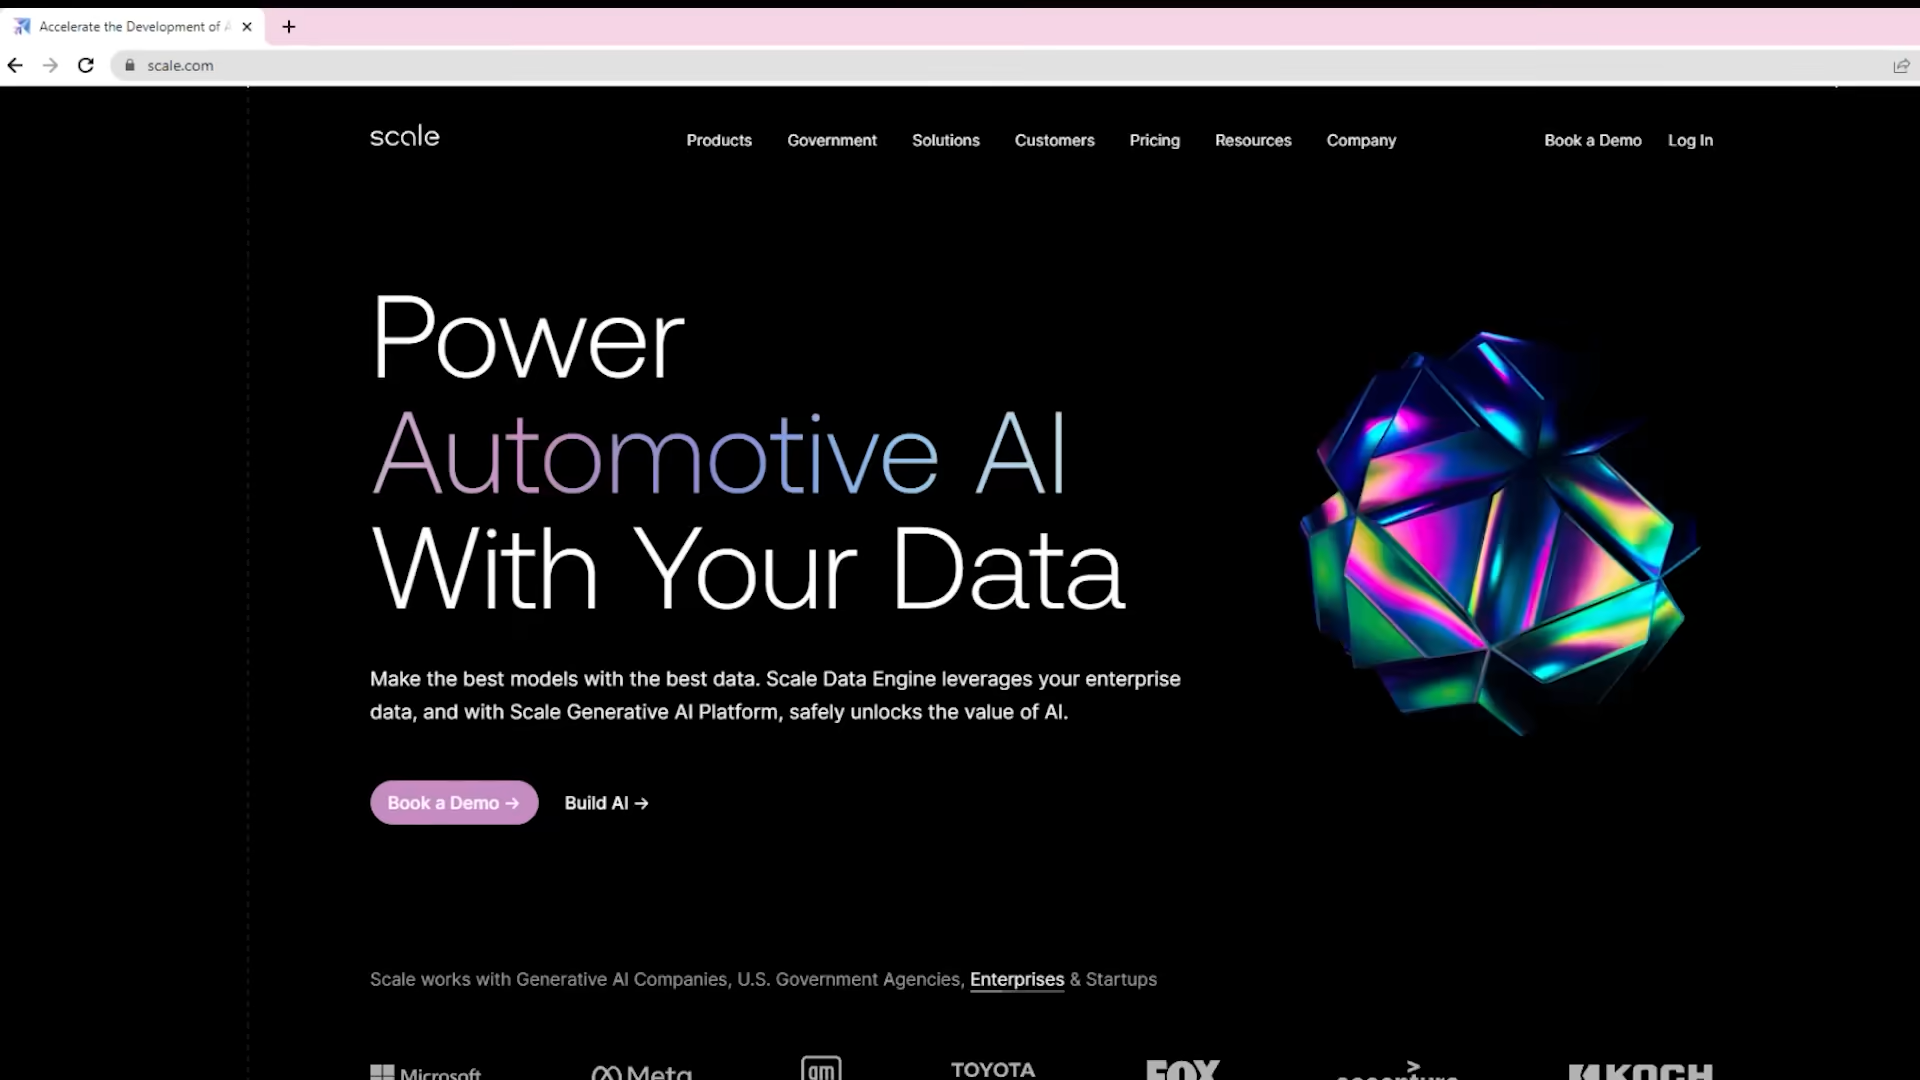 Accelerate the Development of A
scale.com
scale
Products Government Solutions Customers Pricing Resources Company Book a Demo Log In
Power
Automotive AI
With Your Data
Make the best models with the best data. Scale Data Engine leverages your enterprise
data, and with Scale Generative AI Platform, safely unlocks the value of AI.
Book a Demo → Build AI →
Scale works with Generative AI Companies, U.S. Government Agencies, Enterprises & Startups
Microsoft Meta gm TOYOTA FOX accenture KOCH